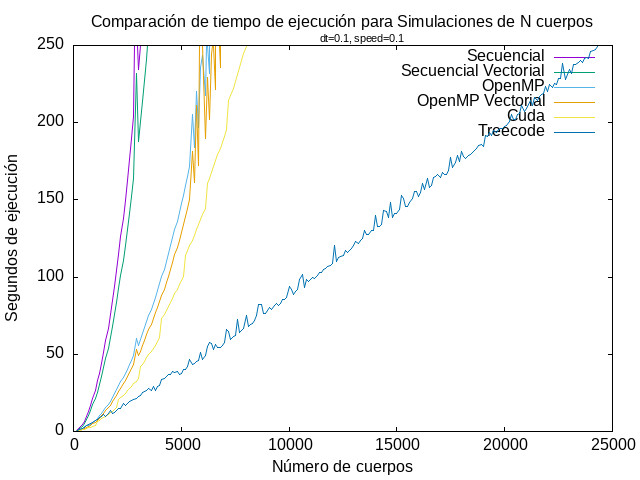 Comparación de tiempo de ejecución para Simulaciones de N cuerpos
dt=0.1, speed=0.1
250
200
150
100
50
0
Segundos de ejecución
Secuencial
Secuencial Vectorial
OpenMP
OpenMP Vectorial
Cuda
Treecode
0 5000 10000 15000 20000 25000
Número de cuerpos